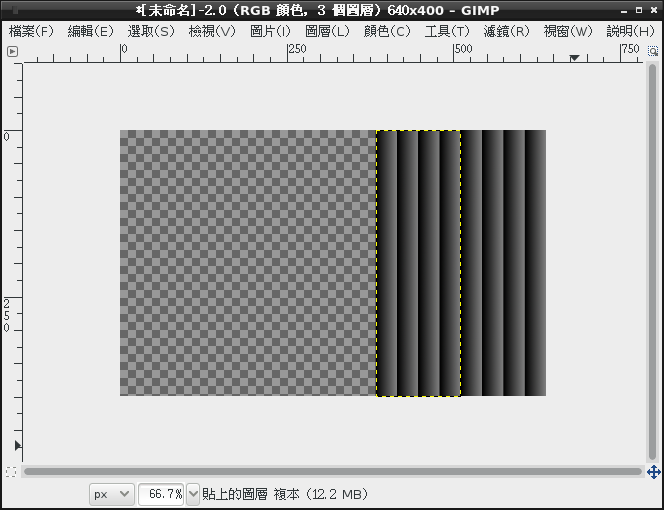 *[未命名]-2.0 (RGB 顏色, 3 個圖層) 640x400 – GIMP
檔案(F) 編輯(E) 選取(S) 檢視(V) 圖片(I) 圖層(L) 顏色(C) 工具(T) 濾鏡(R) 視窗(W) 說明(H)
0 250 500 750
0
250
px 66.7% 貼上的圖層 複本 (12.2 MB)